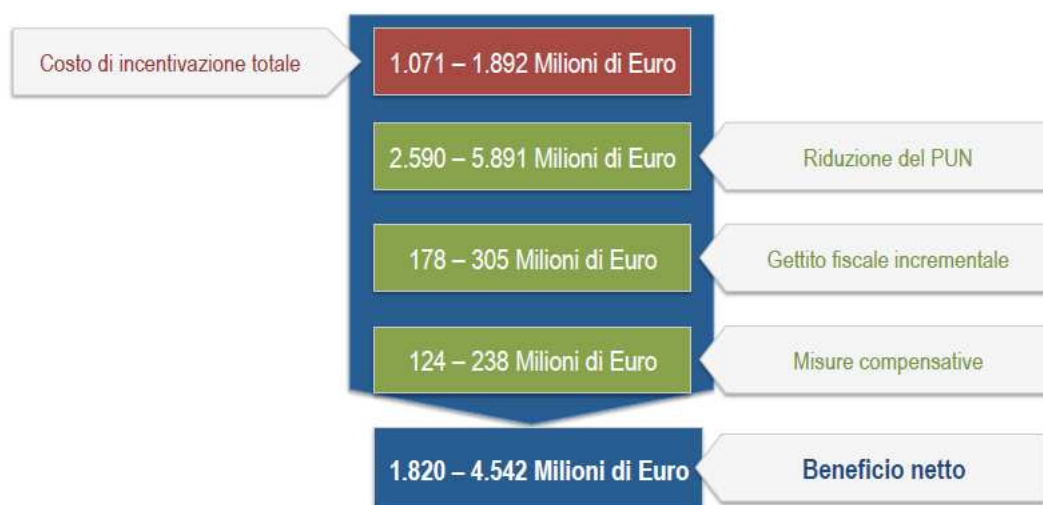 Costo di incentivazione totale
1.071 – 1.892 Milioni di Euro
2.590 – 5.891 Milioni di Euro
Riduzione del PUN
178 – 305 Milioni di Euro
Gettito fiscale incrementale
124 – 238 Milioni di Euro
Misure compensative
1.820 – 4.542 Milioni di Euro
Beneficio netto